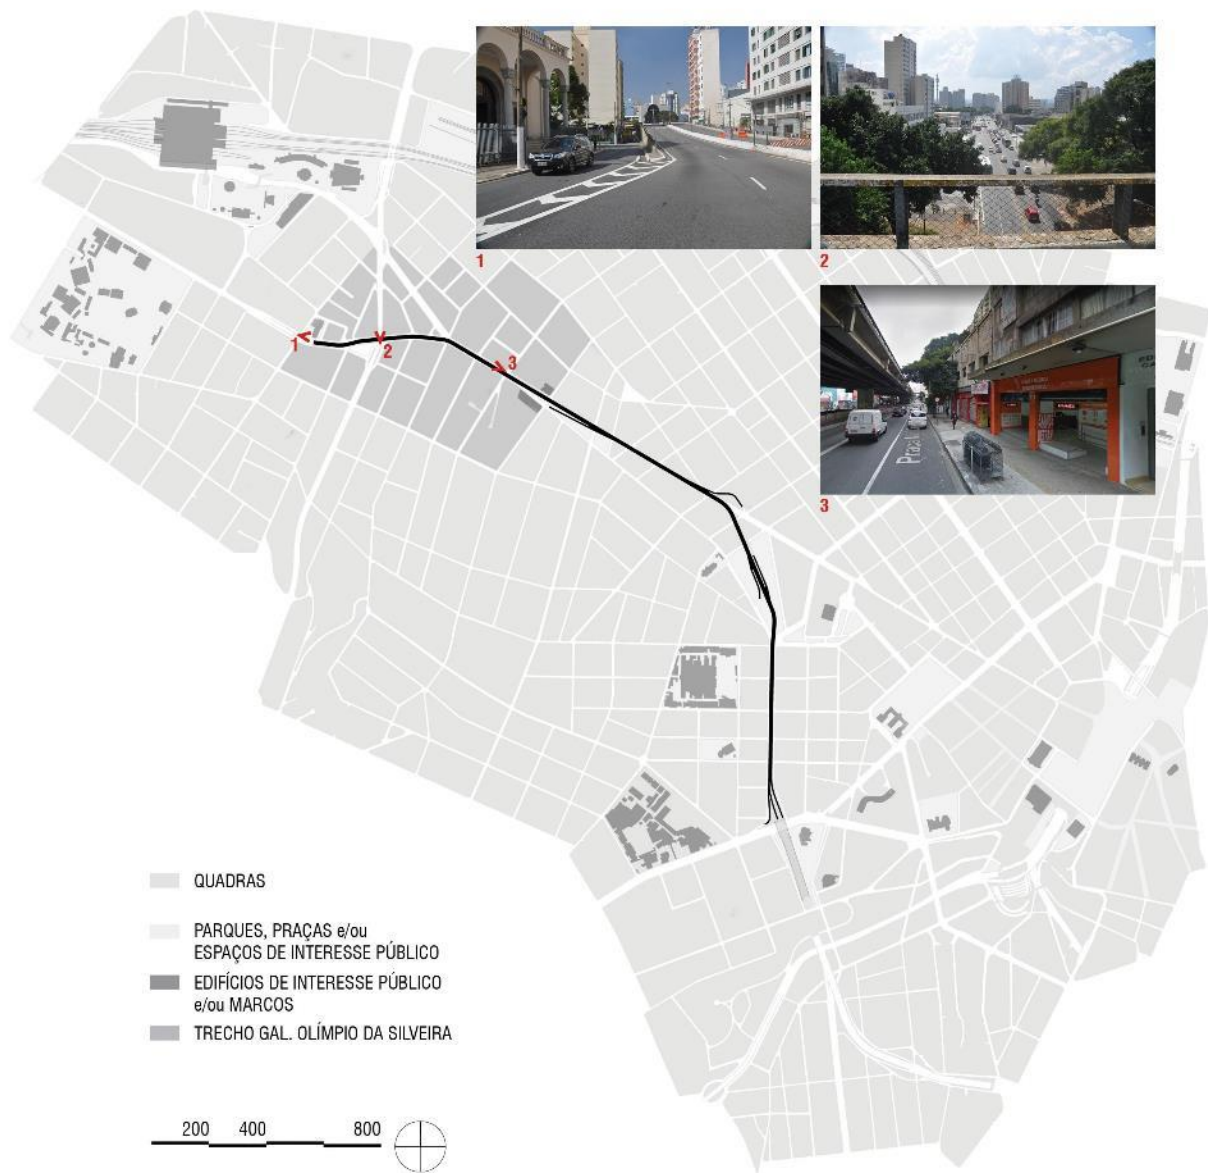 1
2
3
1
2
3
QUADRAS
PARQUES, PRAÇAS e/ou
ESPAÇOS DE INTERESSE PÚBLICO
EDIFÍCIOS DE INTERESSE PÚBLICO
e/ou MARCOS
TRECHO GAL. OLÍMPIO DA SILVEIRA
200 400 800